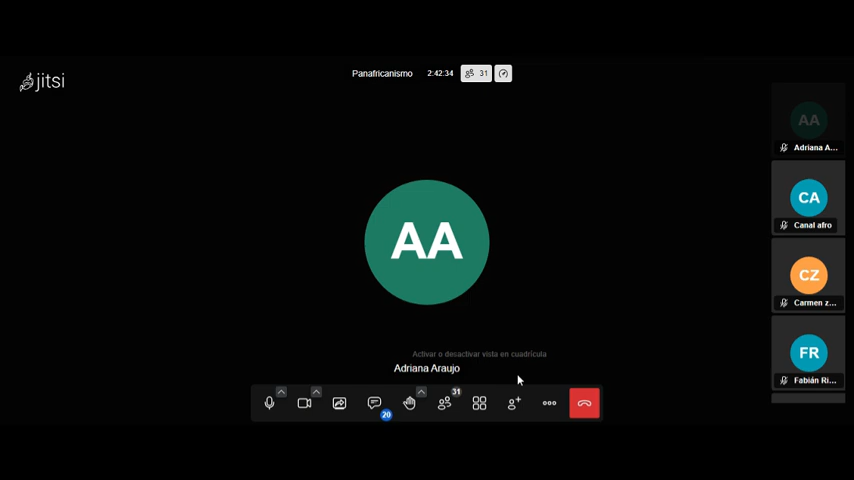 jitsi
Panafricanismo 2:42:34 31
AA
Adriana A...
CA
Canal afro
CZ
Carmen z...
FR
Fabián Ri...
AA
Activar o decactivar vista en cuadrícula
Adriana Araujo
31
20